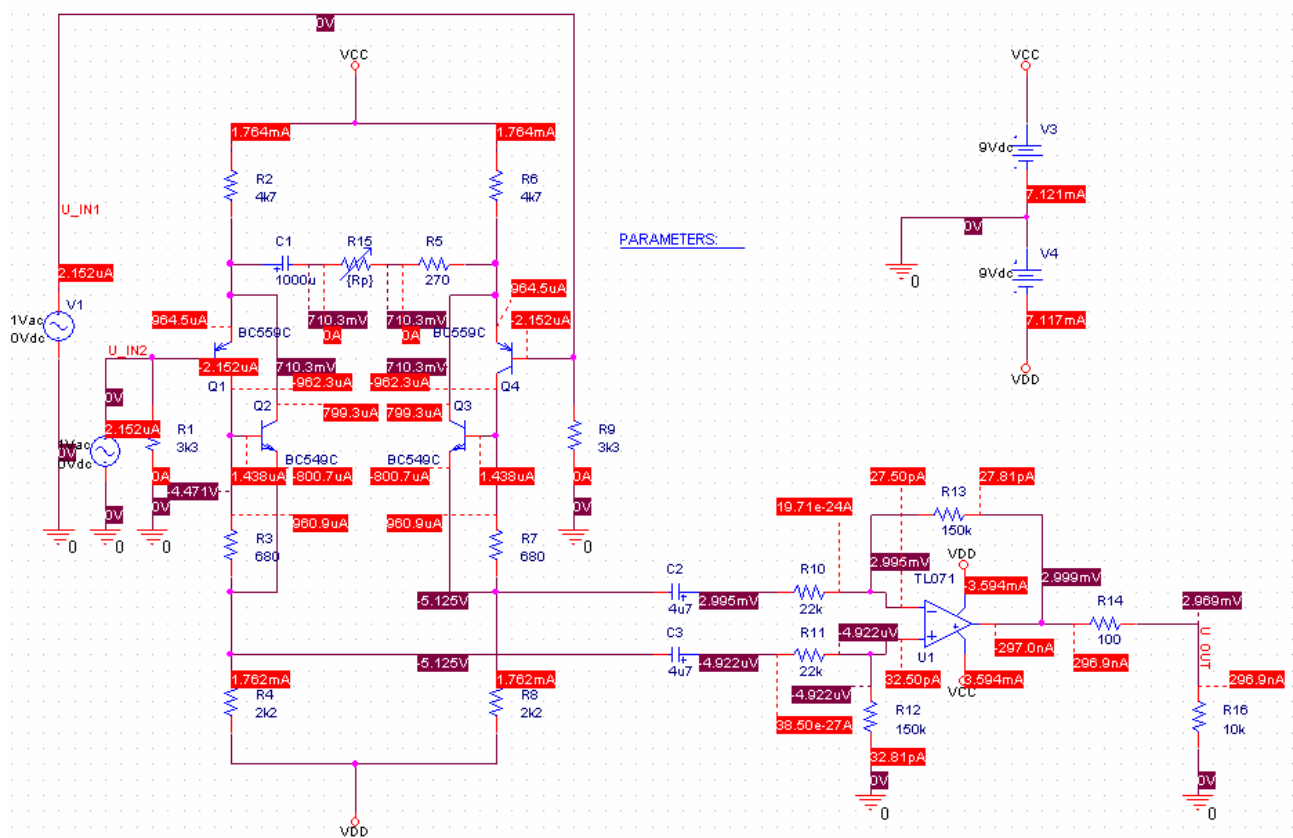 0V
VCC
VCC
1.764mA
1.764mA
V3
9Vdc
R2
4k7
R6
4k7
7.121mA
U_IN1
0V
C1
R15
R5
PARAMETERS:
V4
1000u
{Rp}
270
0
9Vdc
2.152uA
964.5uA
V1
964.5uA
710.3mV
710.3mV
-2.152uA
7.117mA
1Vac
0Vdc
BC559C
0A
0A
BC559C
U_IN2
-2.152uA
710.3mV
710.3mV
VDD
Q1
-962.3uA
-962.3uA
Q4
0V
Q2
799.3uA
799.3uA
Q3
2.152uA
R1
3k3
R9
3k3
1Vac
0Vdc
0V
BC549C
BC549C
0A
1.438uA
-800.7uA
-800.7uA
1.438uA
0A
27.50pA
27.81pA
-4.471V
R13
150k
0V
0V
0V
19.71e-24A
960.9uA
960.9uA
0
0
0
R3
680
R7
680
0
VDD
2.995mV
TL071
2.999mV
C2
R10
-3.594mA
-5.125V
4u7
2.995mV
22k
R14
100
2.969mV
C3
R11
-4.922uV
U1
-297.0nA
296.9nA
U_OUT
-5.125V
4u7
-4.922uV
22k
32.50pA
3.594mA
1.762mA
1.762mA
VCC
296.9nA
R4
2k2
R8
2k2
-4.922uV
R12
150k
R16
10k
38.50e-27A
32.81pA
0V
0V
0
0
VDD